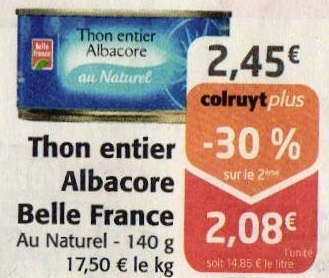 Belle
France
Thon entier
Albacore
au Naturel
2,45€
colruyt plus
-30 %
sur le 2ème
2,08€
l'unité
soit 14.86 € le litre
Thon entier
Albacore
Belle France
Au Naturel - 140 g
17,50 € le kg